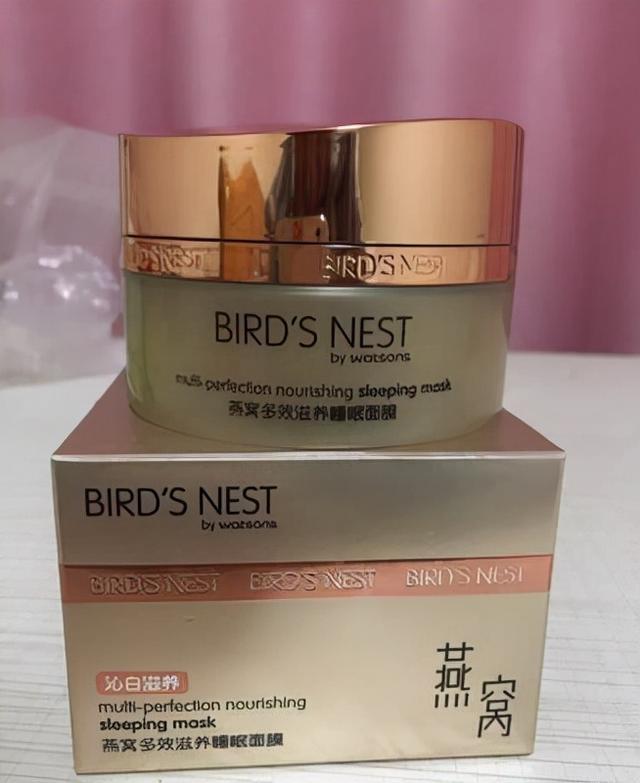 BIRD'S NEST
BIRD'S NEST
by watsons
multi-perfection nourishing sleeping mask
燕窝多效滋养睡眠面膜
BIRD'S NEST
by watsons
BIRD'S NEST BIRD'S NEST BIRD'S NEST
沁白滋养
multi-perfection nourishing
sleeping mask
燕窝多效滋养睡眠面膜
燕窝